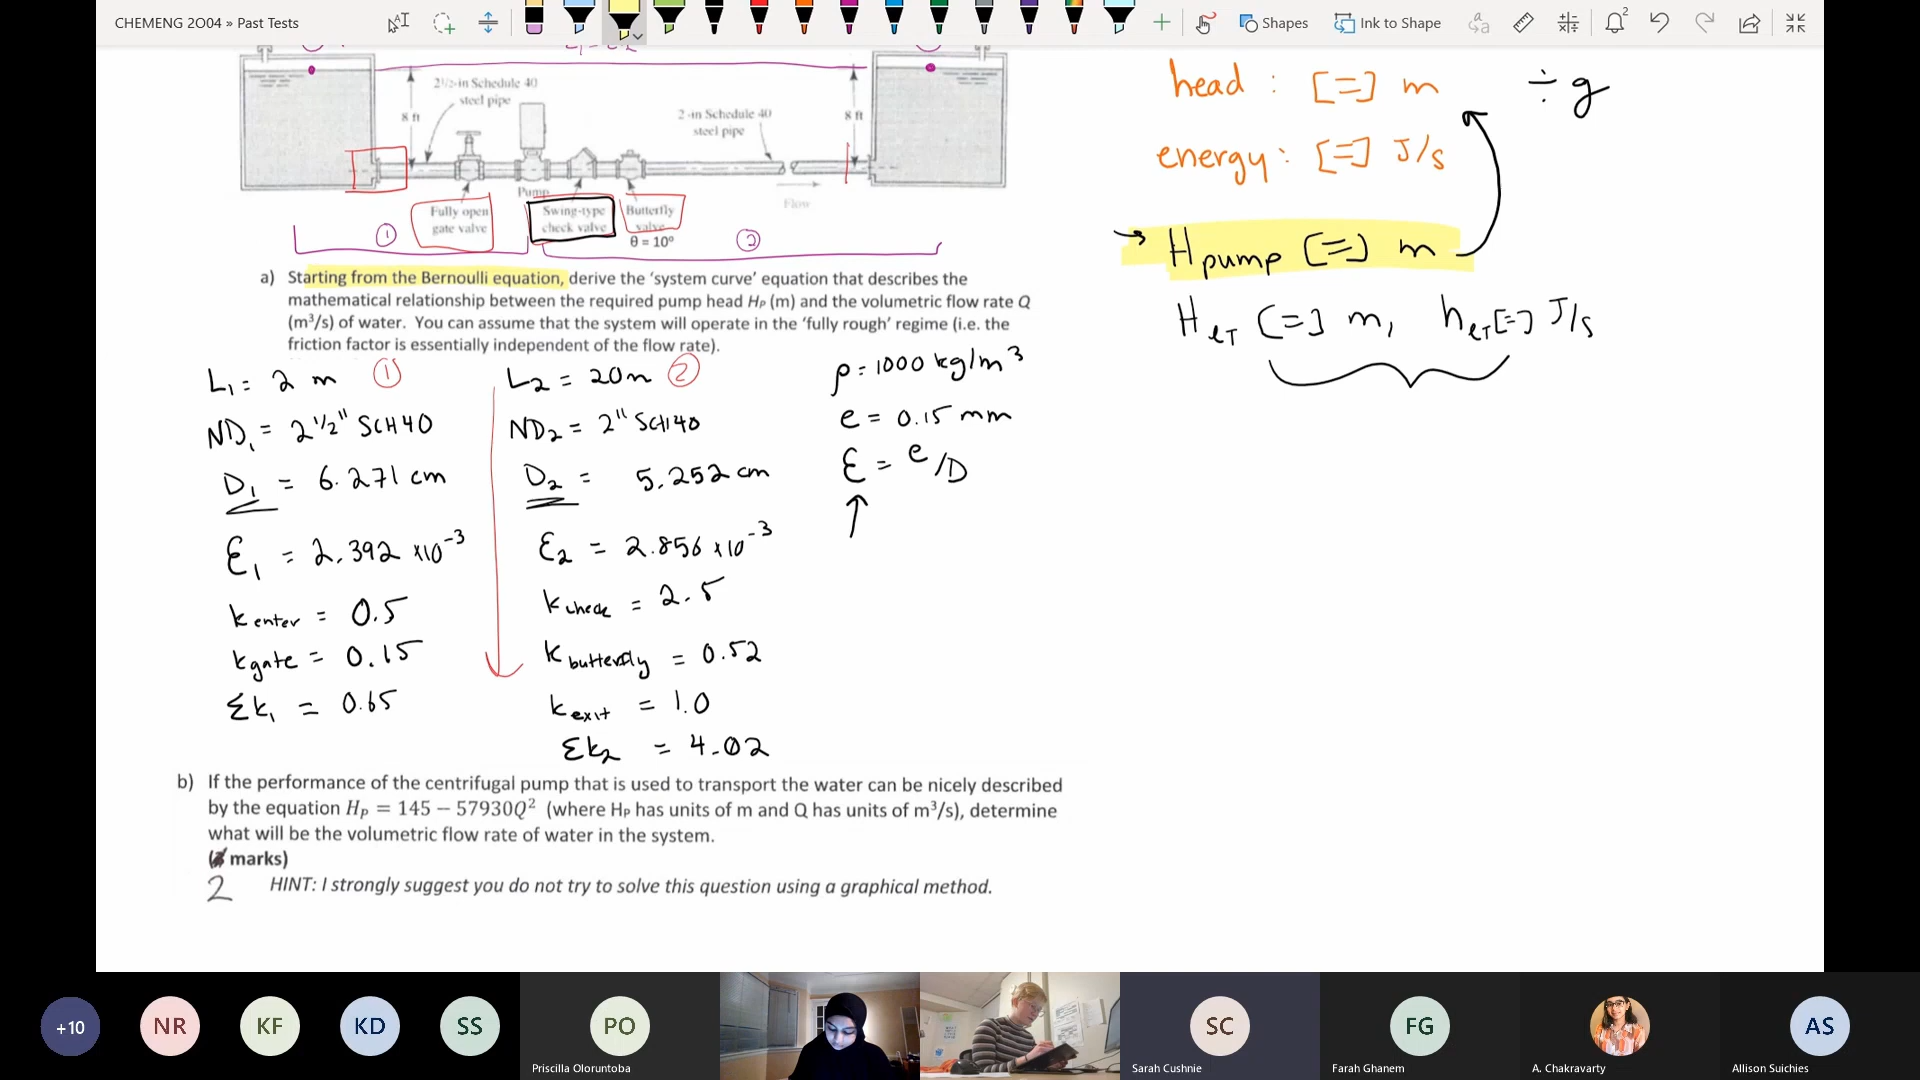 CHEMENG 2O04 » Past Tests
Shapes
Ink to Shape
2
2½-in Schedule 40
steel pipe
8 ft
2-in Schedule 40
steel pipe
8 ft
Pump
Flow
Fully open
gate valve
Swing-type
check valve
Butterfly
valve
θ = 10°
1
2
head : [=] m
÷ g
energy: [=] J/s
→ H pump [=] m
H eT [=] m, h eT [=] J/s
a) Starting from the Bernoulli equation, derive the ‘system curve’ equation that describes the
mathematical relationship between the required pump head HP (m) and the volumetric flow rate Q
(m³/s) of water. You can assume that the system will operate in the ‘fully rough’ regime (i.e. the
friction factor is essentially independent of the flow rate).
L₁ = 2 m ①
ND₁ = 2 1/2" SCH40
D₁ = 6.271 cm
ε₁ = 2.392 x10⁻³
k enter = 0.5
kgate = 0.15
Σk₁ = 0.65
L₂ = 20m ②
ND₂ = 2" SCH40
D₂ = 5.252 cm
ε₂ = 2.856 x10⁻³
k check = 2.5
k butterfly = 0.52
k exit = 1.0
Σk₂ = 4.02
ρ = 1000 kg/m³
e = 0.15 mm
ε = e/D
b) If the performance of the centrifugal pump that is used to transport the water can be nicely described
by the equation Hp = 145 − 57930Q² (where HP has units of m and Q has units of m³/s), determine
what will be the volumetric flow rate of water in the system.
( marks)
2
HINT: I strongly suggest you do not try to solve this question using a graphical method.
+10
NR
KF
KD
SS
PO
Priscilla Oloruntoba
SC
Sarah Cushnie
FG
Farah Ghanem
A. Chakravarty
AS
Allison Suichies